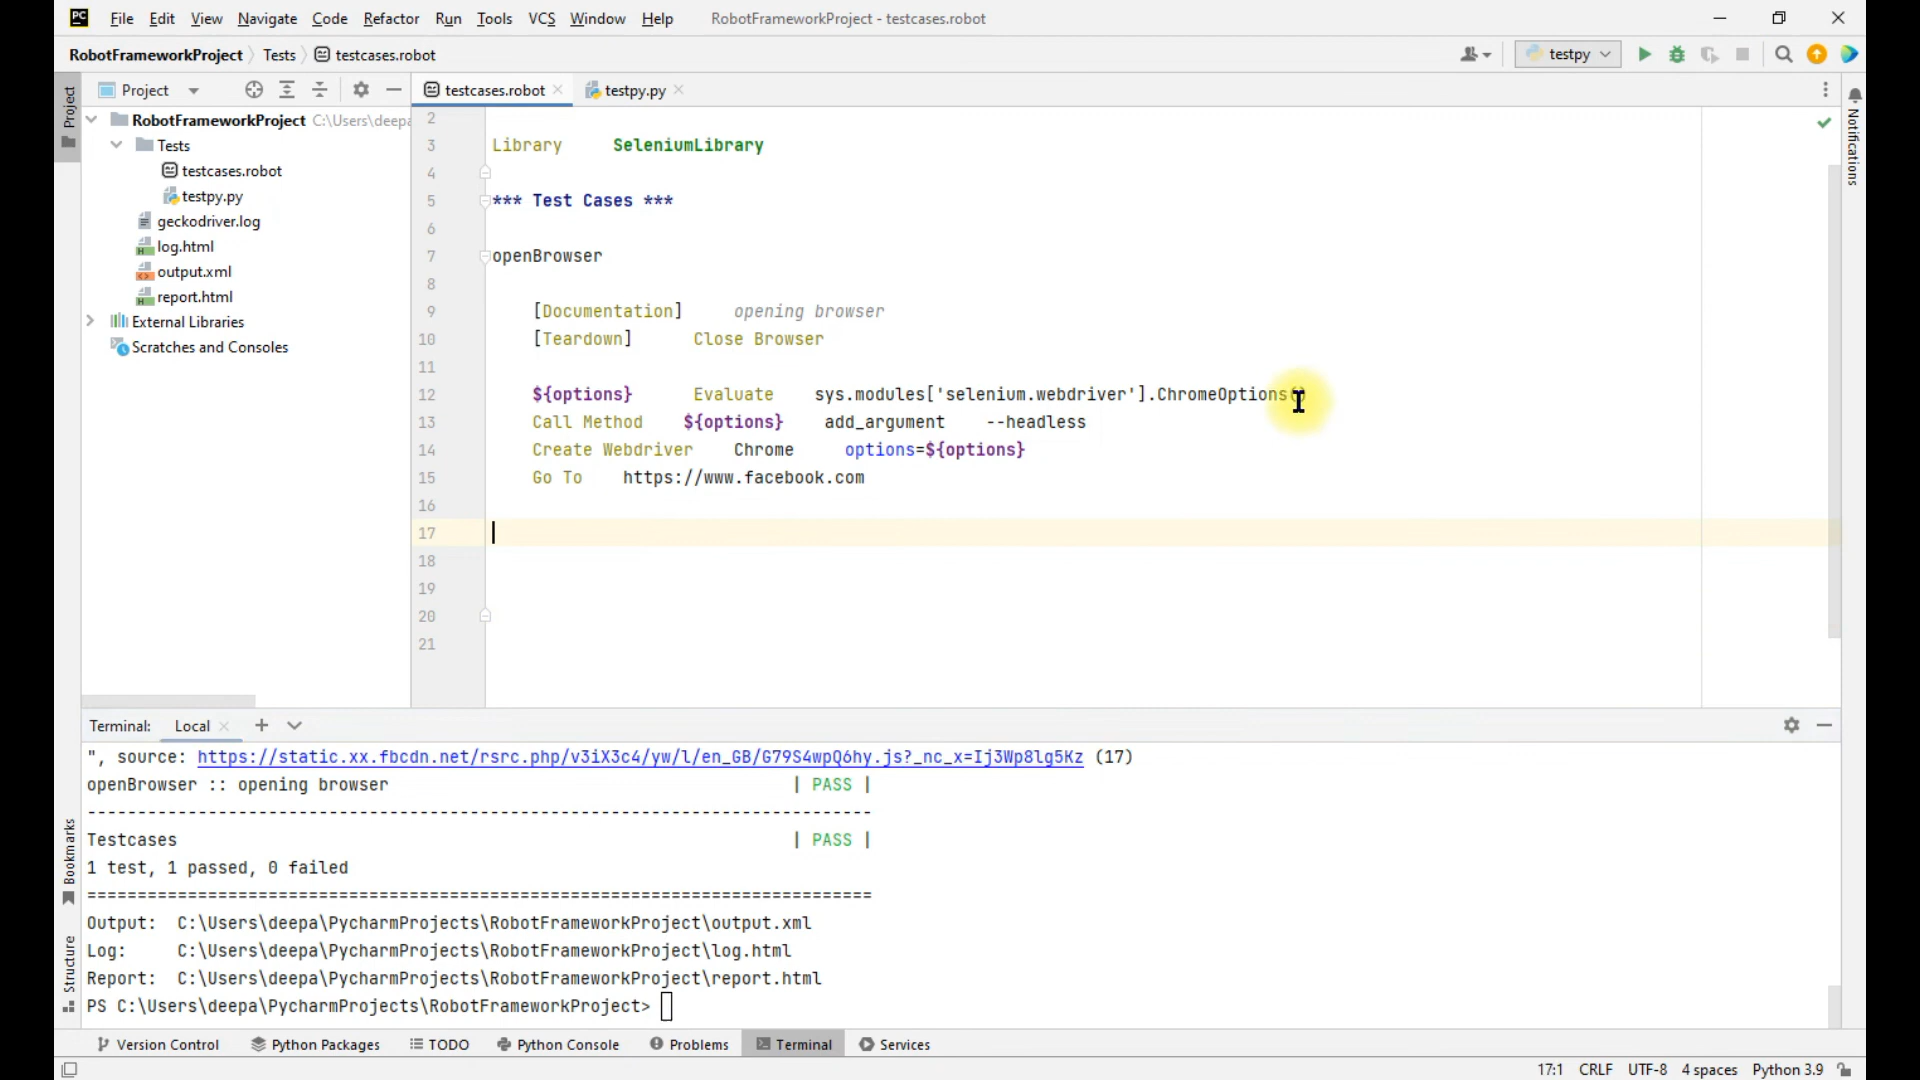 PC File Edit View Navigate Code Refactor Run Tools VCS Window Help RobotFrameworkProject - testcases.robot
RobotFrameworkProject Tests testcases.robot testpy
Project testcases.robot testpy.py
Project
Notifications
RobotFrameworkProject C:\Users\deepa
Tests
testcases.robot
testpy.py
geckodriver.log
log.html
output.xml
report.html
External Libraries
Scratches and Consoles
2
3 Library SeleniumLibrary
4
5 *** Test Cases ***
6
7 openBrowser
8
9 [Documentation] opening browser
10 [Teardown] Close Browser
11
12 ${options} Evaluate sys.modules['selenium.webdriver'].ChromeOptions()
13 Call Method ${options} add_argument --headless
14 Create Webdriver Chrome options=${options}
15 Go To https://www.facebook.com
16
17
18
19
20
21
Terminal: Local
", source: https://static.xx.fbcdn.net/rsrc.php/v3iX3c4/yw/l/en_GB/G79S4wpQ6hy.js?_nc_x=Ij3Wp8lg5Kz (17)
openBrowser :: opening browser | PASS |
------------------------------------------------------------------------------
Testcases | PASS |
1 test, 1 passed, 0 failed
==============================================================================
Output: C:\Users\deepa\PycharmProjects\RobotFrameworkProject\output.xml
Log: C:\Users\deepa\PycharmProjects\RobotFrameworkProject\log.html
Report: C:\Users\deepa\PycharmProjects\RobotFrameworkProject\report.html
PS C:\Users\deepa\PycharmProjects\RobotFrameworkProject>
Bookmarks
Structure
Version Control Python Packages TODO Python Console Problems Terminal Services
17:1 CRLF UTF-8 4 spaces Python 3.9